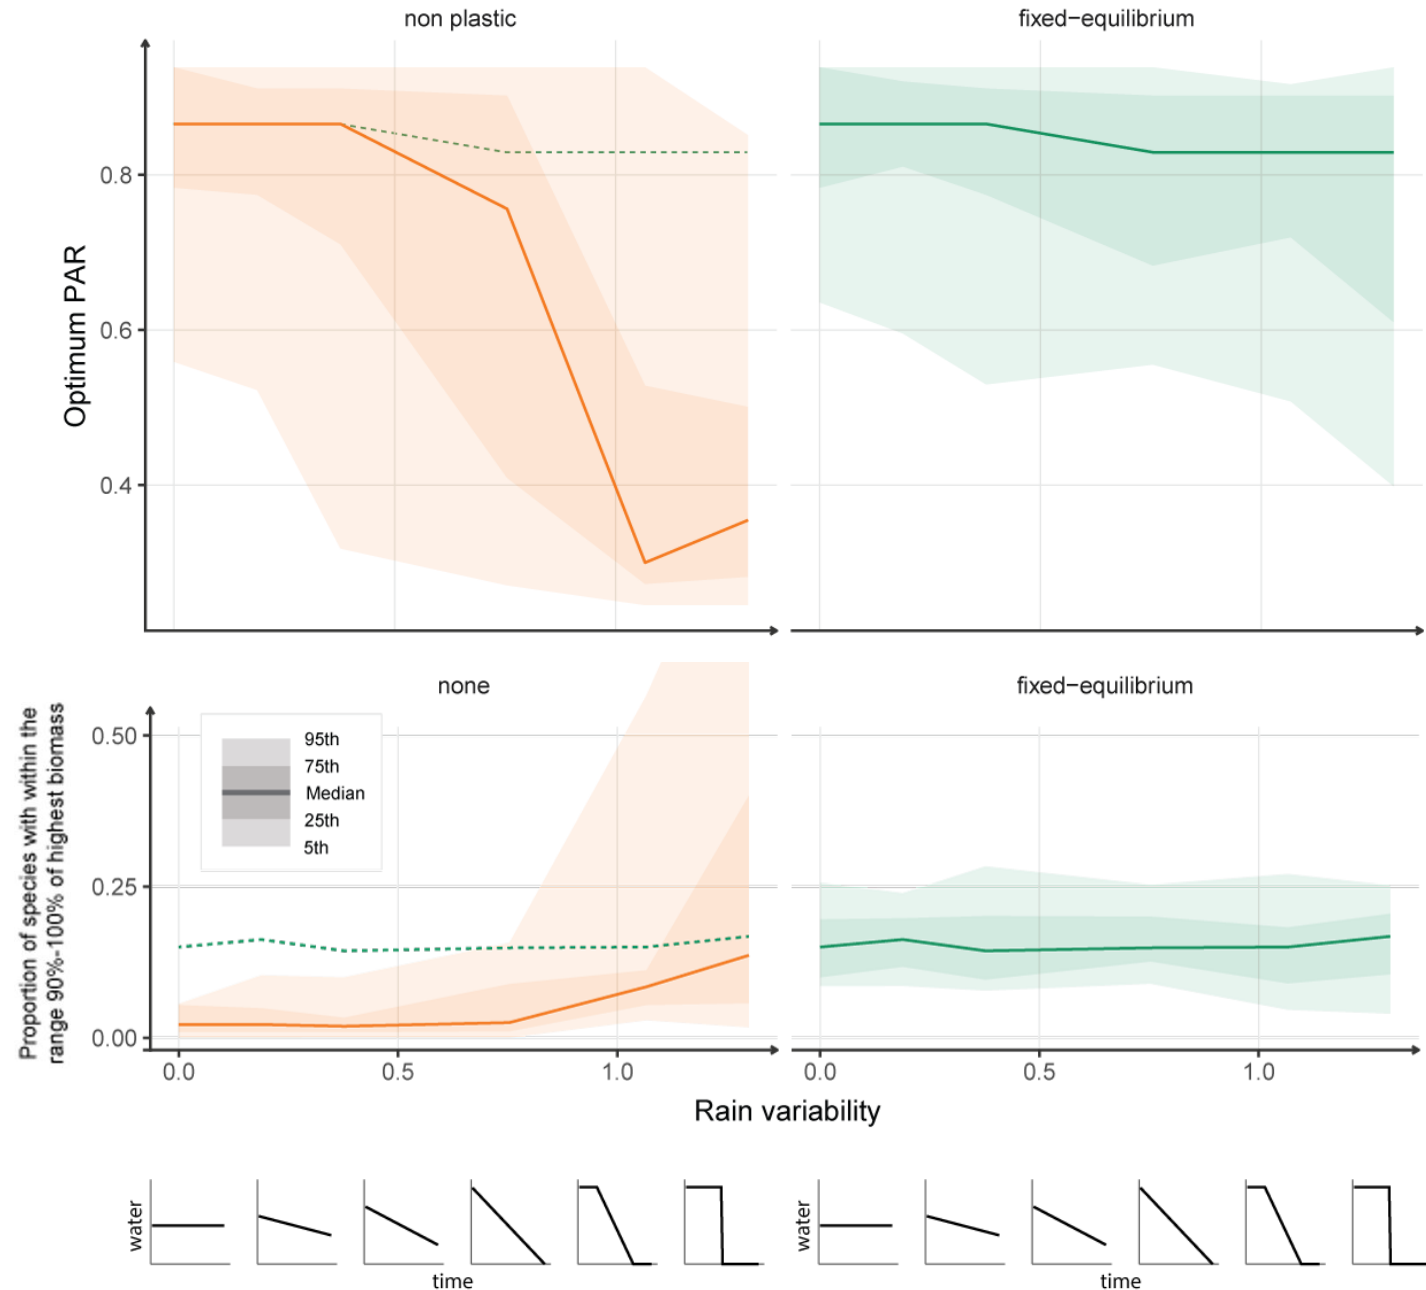 non plastic
fixed−equilibrium
Optimum PAR
0.8
0.6
0.4
none
fixed−equilibrium
Proportion of species with within the
range 90%-100% of highest biomass
0.50
0.25
0.00
95th
75th
Median
25th
5th
0.0
0.5
1.0
0.0
0.5
1.0
Rain variability
water
time
water
time